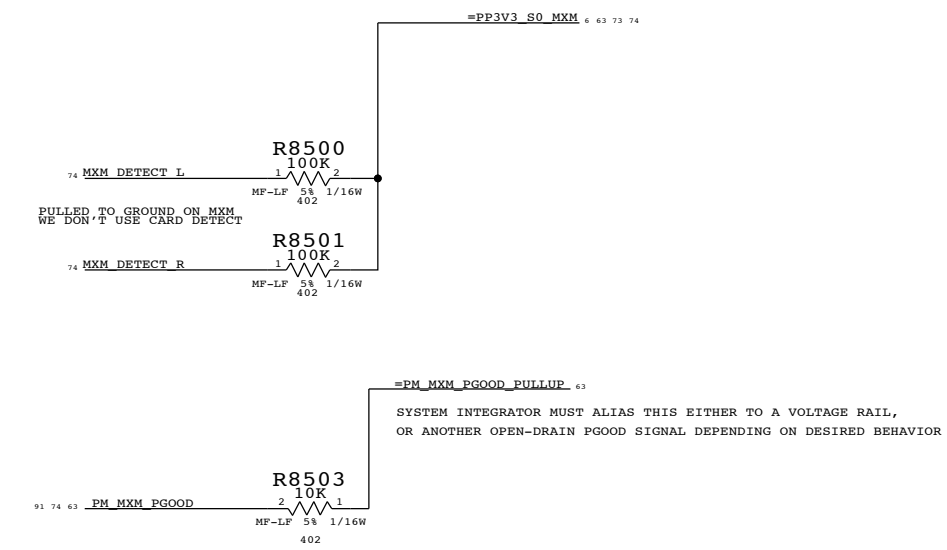 =PP3V3_S0_MXM 6 63 73 74
R8500
100K
74 MXM_DETECT_L 1 2
MF-LF 5% 1/16W
402
PULLED TO GROUND ON MXM
WE DON'T USE CARD DETECT
R8501
100K
74 MXM_DETECT_R 1 2
MF-LF 5% 1/16W
402
=PM_MXM_PGOOD_PULLUP 63
SYSTEM INTEGRATOR MUST ALIAS THIS EITHER TO A VOLTAGE RAIL,
OR ANOTHER OPEN-DRAIN PGOOD SIGNAL DEPENDING ON DESIRED BEHAVIOR
R8503
10K
91 74 63 PM_MXM_PGOOD 2 1
MF-LF 5% 1/16W
402